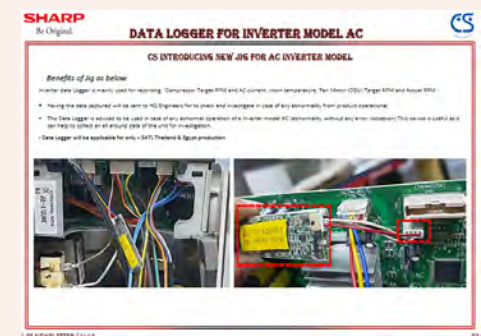 SHARP
Be Original.
CS
DATA LOGGER FOR INVERTER MODEL AC
CS INTRODUCING NEW JIG FOR AC INVERTER MODEL
Benefits of Jig as below
Inverter data Logger is mainly used for recording "Compressor Target RPM and AC current, room temperature, Fan Motor (ODU) Target RPM and Actual RPM
• Having the data captured will be sent to HQ Engineers for to check and investigate in case of any abnormality from product operational
• This Data Logger is advised to be used in case of any abnormal operation of a inverter model AC (abnormality without any error indication) This device is useful as it
can help to collect an all around data of the unit for investigation.
- Data Logger will be applicable for only - SATL Thailand & Egypt production